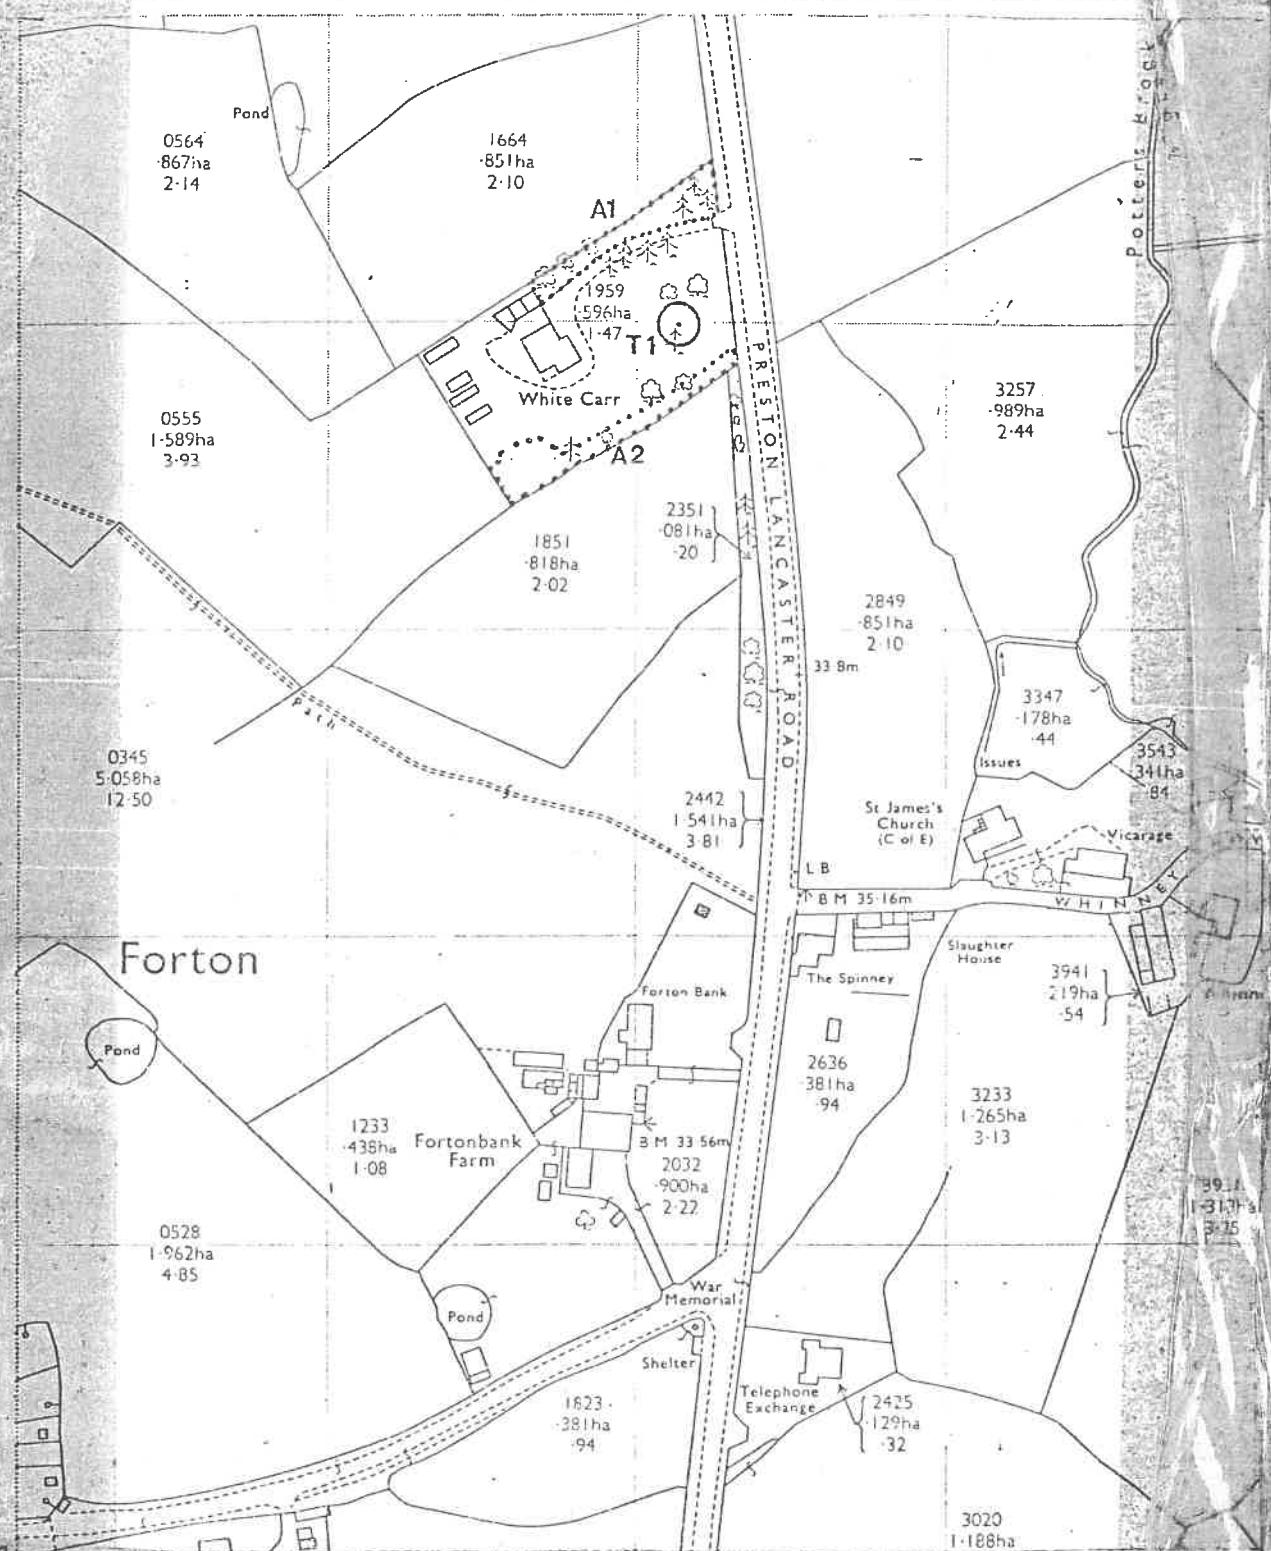 Pond
0564
·867ha
2·14
1664
·851ha
2·10
Potters Brook
A1
1959
·596ha
1·47
T1
White Carr
A2
0555
1·589ha
3·93
PRESTON LANCASTER ROAD
3257
·989ha
2·44
2351
·081ha
·20
1851
·818ha
2·02
2849
·851ha
2·10
33 8m
Path
3347
·178ha
·44
Issues
3543
·341ha
·84
0345
5·058ha
12·50
2442
1·541ha
3·81
St James's
Church
(C of E)
Vicarage
L B
B M 35·16m
WHINNEY
Forton
Slaughter
House
The Spinney
3941
·219ha
·54
Forton Bank
Pond
2636
·381ha
·94
3233
1·265ha
3·13
1233
·438ha
1·08
Fortonbank
Farm
B M 33·56m
2032
·900ha
2·22
0528
1·962ha
4·85
War
Memorial
Pond
Shelter
Telephone
Exchange
2425
·129ha
·32
1823
·381ha
·94
3020
1·188ha